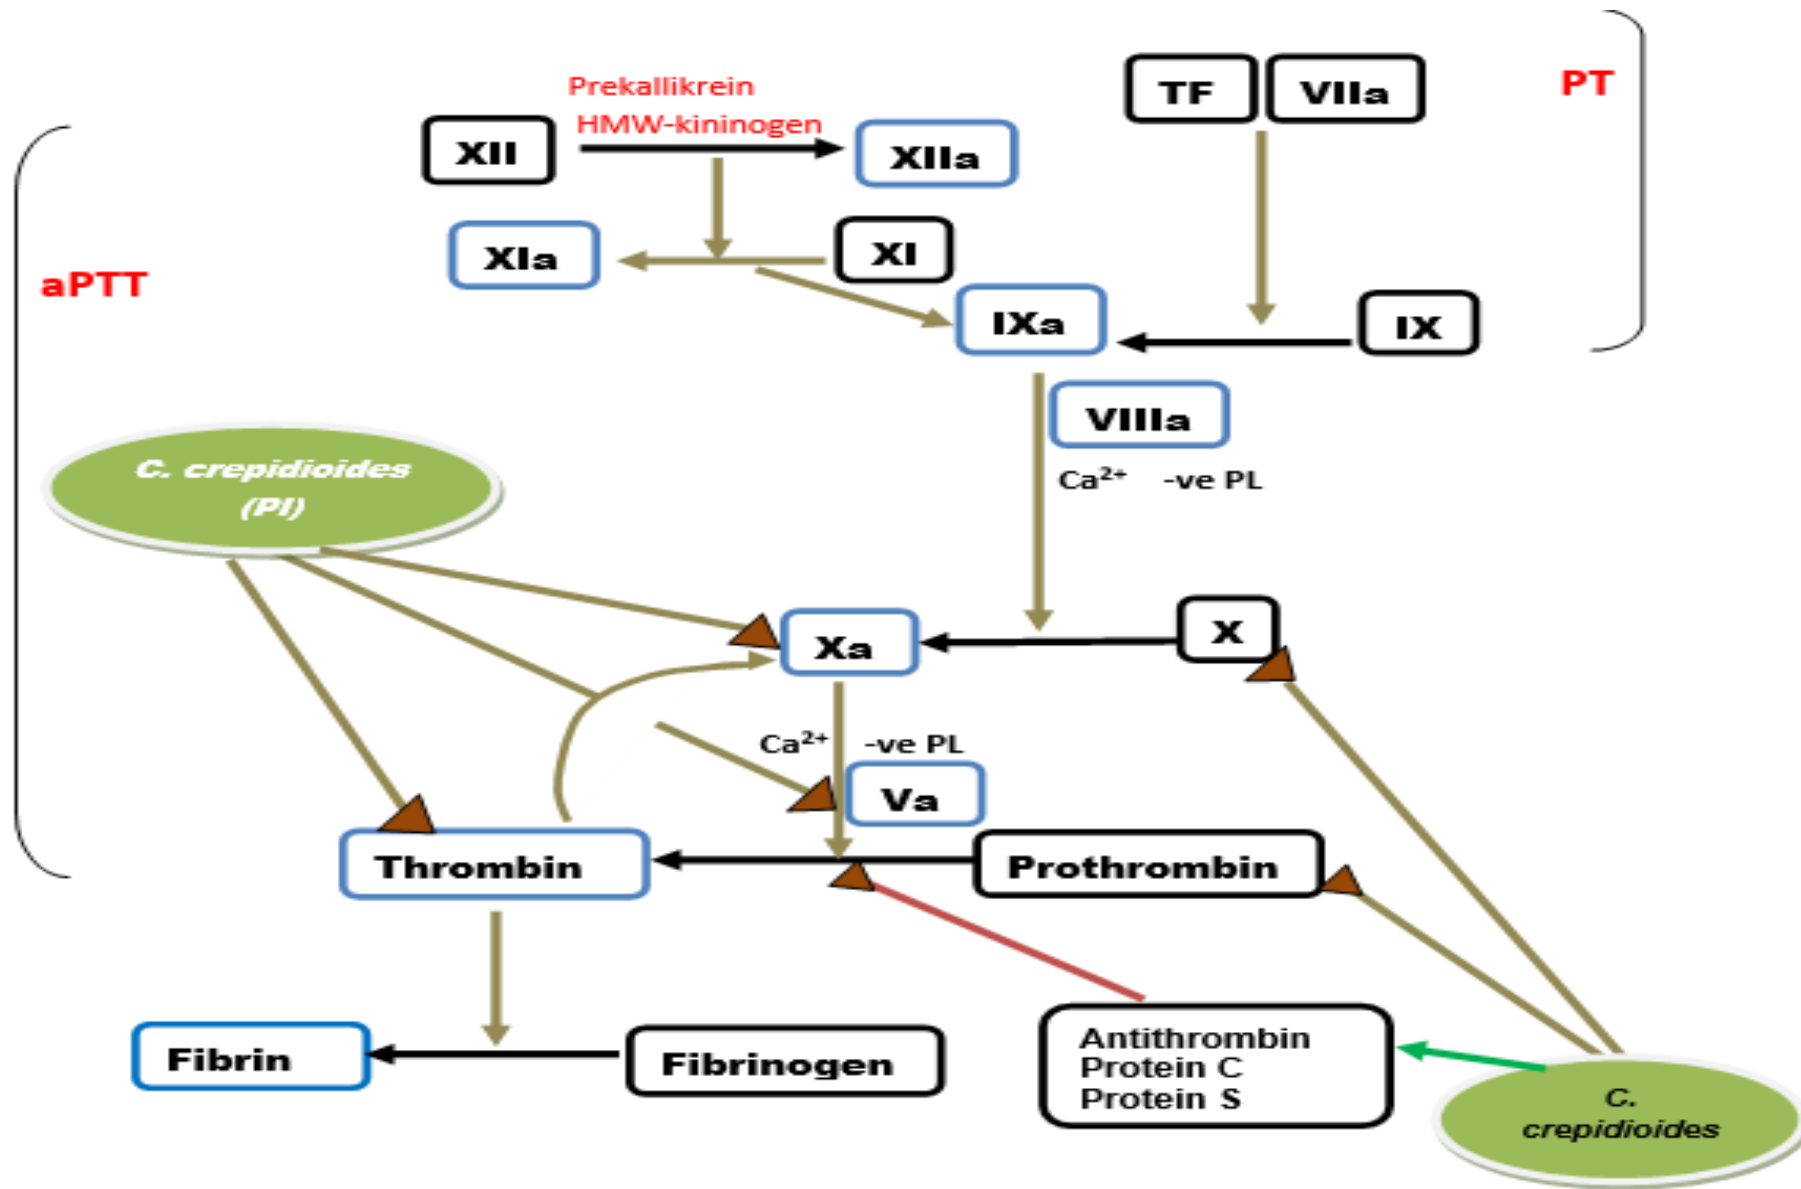 PT
TF
VIIa
Prekallikrein
HMW-kininogen
XII
XIIa
XIa
XI
aPTT
IXa
IX
VIIIa
Ca²⁺ -ve PL
C. crepidioides
(PI)
Xa
X
Ca²⁺ -ve PL
Va
Thrombin
Prothrombin
Fibrin
Fibrinogen
Antithrombin
Protein C
Protein S
C.
crepidioides